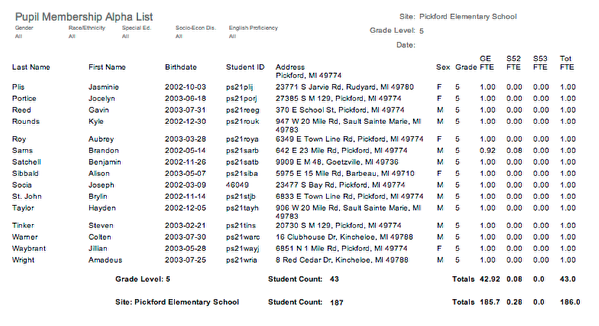 Pupil Membership Alpha List
Site: Pickford Elementary School
Gender Race/Ethnicity Special Ed. Socio-Econ Dis. English Proficiency
All All All All All
Grade Level: 5
Date:
GE S52 S53 Tot
Last Name First Name Birthdate Student ID Address Sex Grade FTE FTE FTE FTE
Pickford, MI 49774
Plis Jasminie 2002-10-03 ps21plij 23771 S Jarvie Rd, Rudyard, MI 49780 F 5 1.00 0.00 0.00 1.00
Portice Jocelyn 2003-06-18 ps21porj 27385 S M 129, Pickford, MI 49774 F 5 1.00 0.00 0.00 1.00
Reed Gavin 2003-07-31 ps21reeg 370 E School St, Pickford, MI 49774 M 5 1.00 0.00 0.00 1.00
Rounds Kyle 2002-12-30 ps21rouk 947 W 20 Mile Rd, Sault Sainte Marie, MI M 5 1.00 0.00 0.00 1.00
49783
Roy Aubrey 2003-03-28 ps21roya 6349 E Town Line Rd, Pickford, MI 49774 F 5 1.00 0.00 0.00 1.00
Sams Brandon 2002-05-14 ps21sarb 642 E 23 Mile Rd, Pickford, MI 49774 M 5 0.92 0.08 0.00 1.00
Satchell Benjamin 2002-11-26 ps21satb 9909 E M 48, Goetzville, MI 49736 M 5 1.00 0.00 0.00 1.00
Sibbald Alison 2003-05-07 ps21siba 5975 E 15 Mile Rd, Barbeau, MI 49710 F 5 1.00 0.00 0.00 1.00
Socia Joseph 2002-03-09 46049 23477 S Bay Rd, Pickford, MI 49774 M 5 1.00 0.00 0.00 1.00
St. John Brylin 2002-11-14 ps21stjb 6833 E Town Line Rd, Pickford, MI 49774 M 5 1.00 0.00 0.00 1.00
Taylor Hayden 2002-12-05 ps21tayh 906 W 20 Mile Rd, Sault Sainte Marie, MI M 5 1.00 0.00 0.00 1.00
49783
Tinker Steven 2003-02-21 ps21tins 20730 S M 129, Pickford, MI 49774 M 5 1.00 0.00 0.00 1.00
Warner Colten 2003-07-30 ps21warc 16 Clubhouse Dr, Kincheloe, MI 49788 M 5 1.00 0.00 0.00 1.00
Waybrant Jillian 2003-05-28 ps21wayj 6851 N 1 Mile Rd, Pickford, MI 49774 F 5 1.00 0.00 0.00 1.00
Wright Amadeus 2003-07-25 ps21wria 8 Red Cedar Dr, Kincheloe, MI 49788 M 5 1.00 0.00 0.00 1.00
Grade Level: 5 Student Count: 43 Totals 42.92 0.08 0.0 43.0
Site: Pickford Elementary School Student Count: 187 Totals 185.7 0.28 0.0 186.0